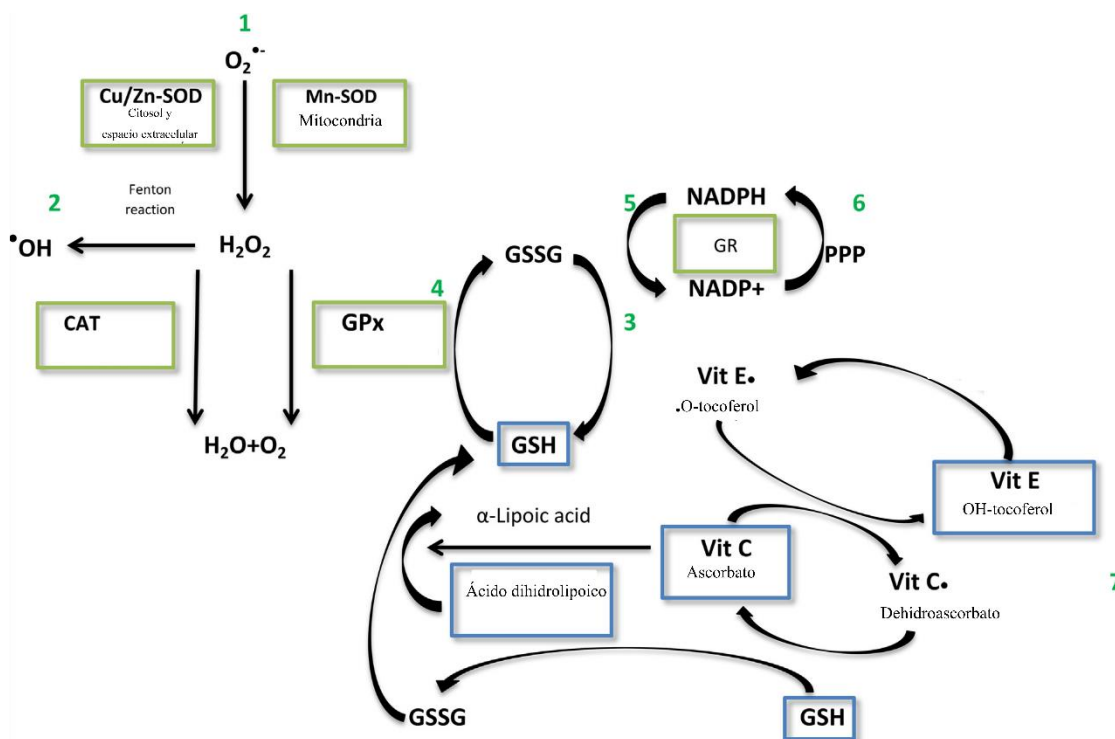 1
O₂•-
Cu/Zn-SOD
Citosol y
espacio extracelular
Mn-SOD
Mitocondria
2
Fenton
reaction
•OH
H₂O₂
CAT
GPx
H₂O+O₂
4
GSSG
3
GSH
5
NADPH
6
GR
PPP
NADP+
Vit E•
.O-tocoferol
Vit E
OH-tocoferol
α-Lipoic acid
Ácido dihidrolipoico
Vit C
Ascorbato
Vit C•
Dehidroascorbato
7
GSSG
GSH